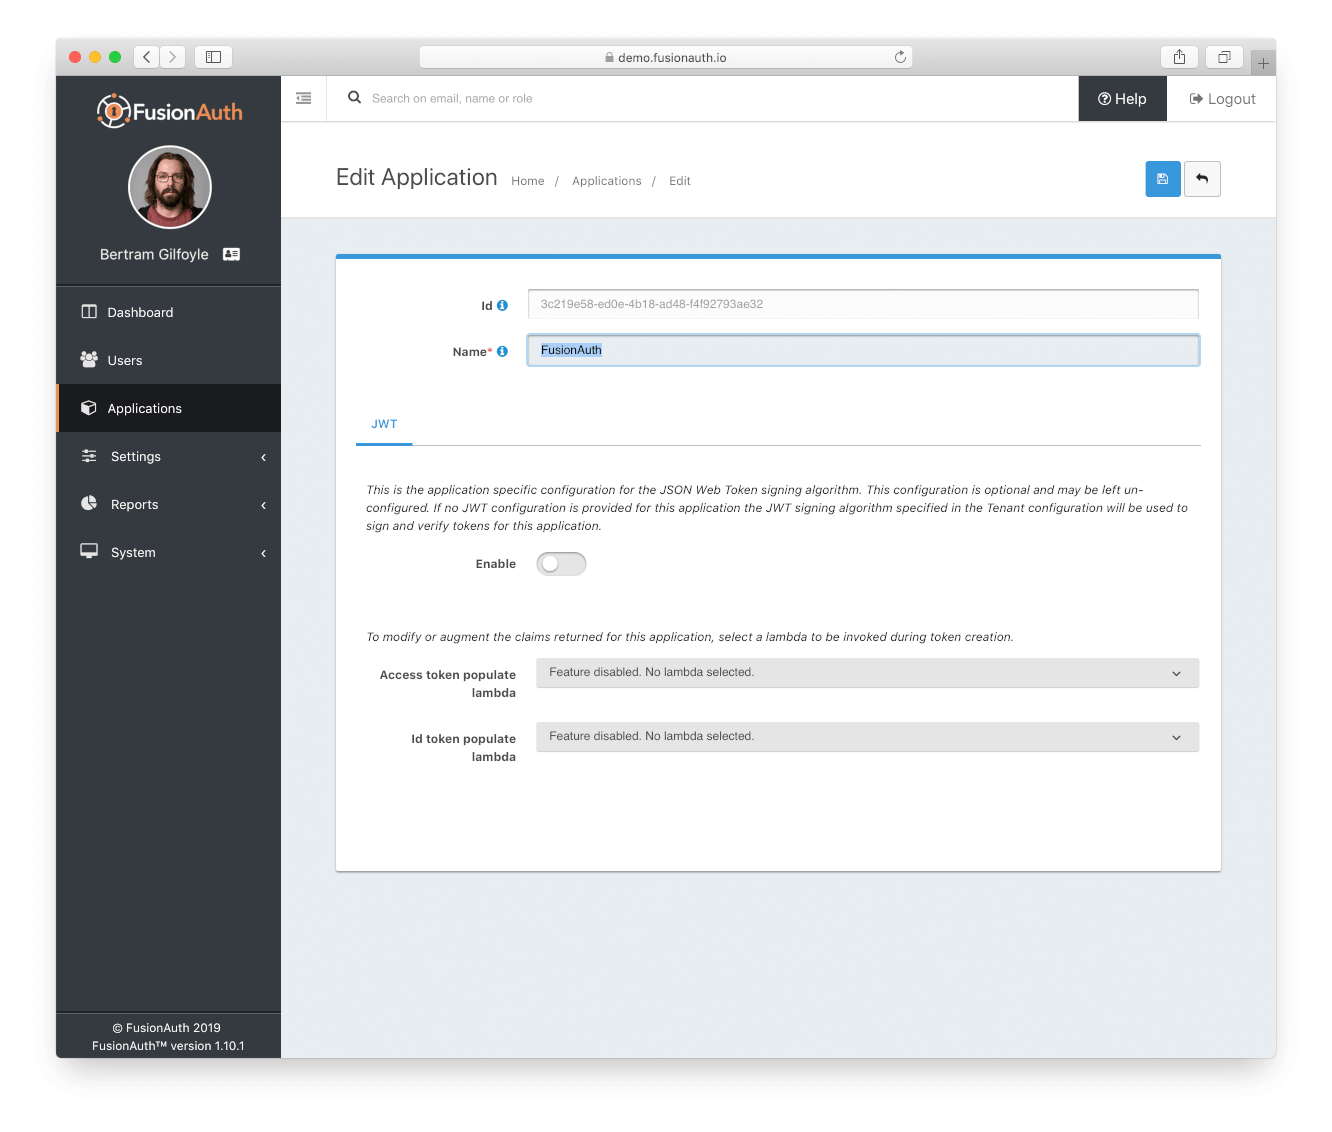 demo.fusionauth.io
FusionAuth
Search on email, name or role
Help
Logout
Bertram Gilfoyle
Edit Application
Home / Applications / Edit
Dashboard
Users
Applications
Settings
Reports
System
Id
3c219e58-ed0e-4b18-ad48-f4f92793ae32
Name*
FusionAuth
JWT
This is the application specific configuration for the JSON Web Token signing algorithm. This configuration is optional and may be left un-
configured. If no JWT configuration is provided for this application the JWT signing algorithm specified in the Tenant configuration will be used to
sign and verify tokens for this application.
Enable
To modify or augment the claims returned for this application, select a lambda to be invoked during token creation.
Access token populate
lambda
Feature disabled. No lambda selected.
Id token populate
lambda
Feature disabled. No lambda selected.
© FusionAuth 2019
FusionAuth™ version 1.10.1